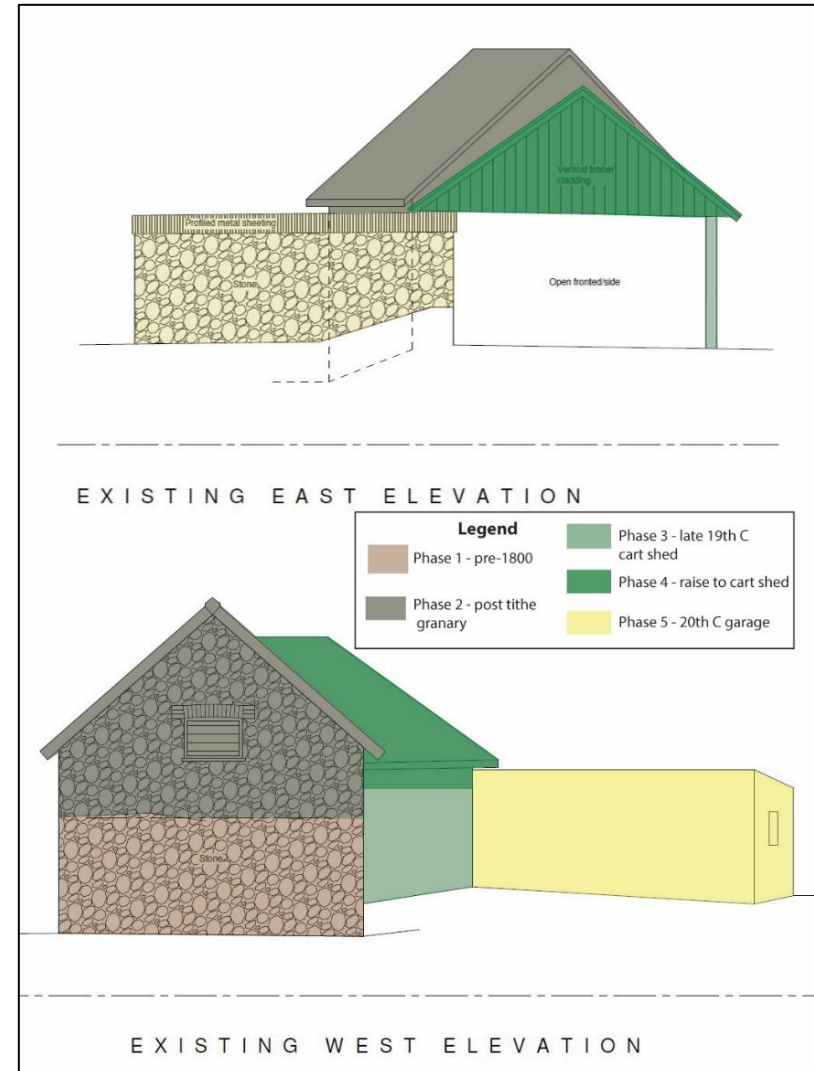 Vertical timber
cladding
Profiled metal sheeting
Stone
Open fronted/side
EXISTING EAST ELEVATION
Legend
Phase 1 - pre-1800
Phase 2 - post tithe
granary
Phase 3 - late 19th C
cart shed
Phase 4 - raise to cart shed
Phase 5 - 20th C garage
Stone
EXISTING WEST ELEVATION